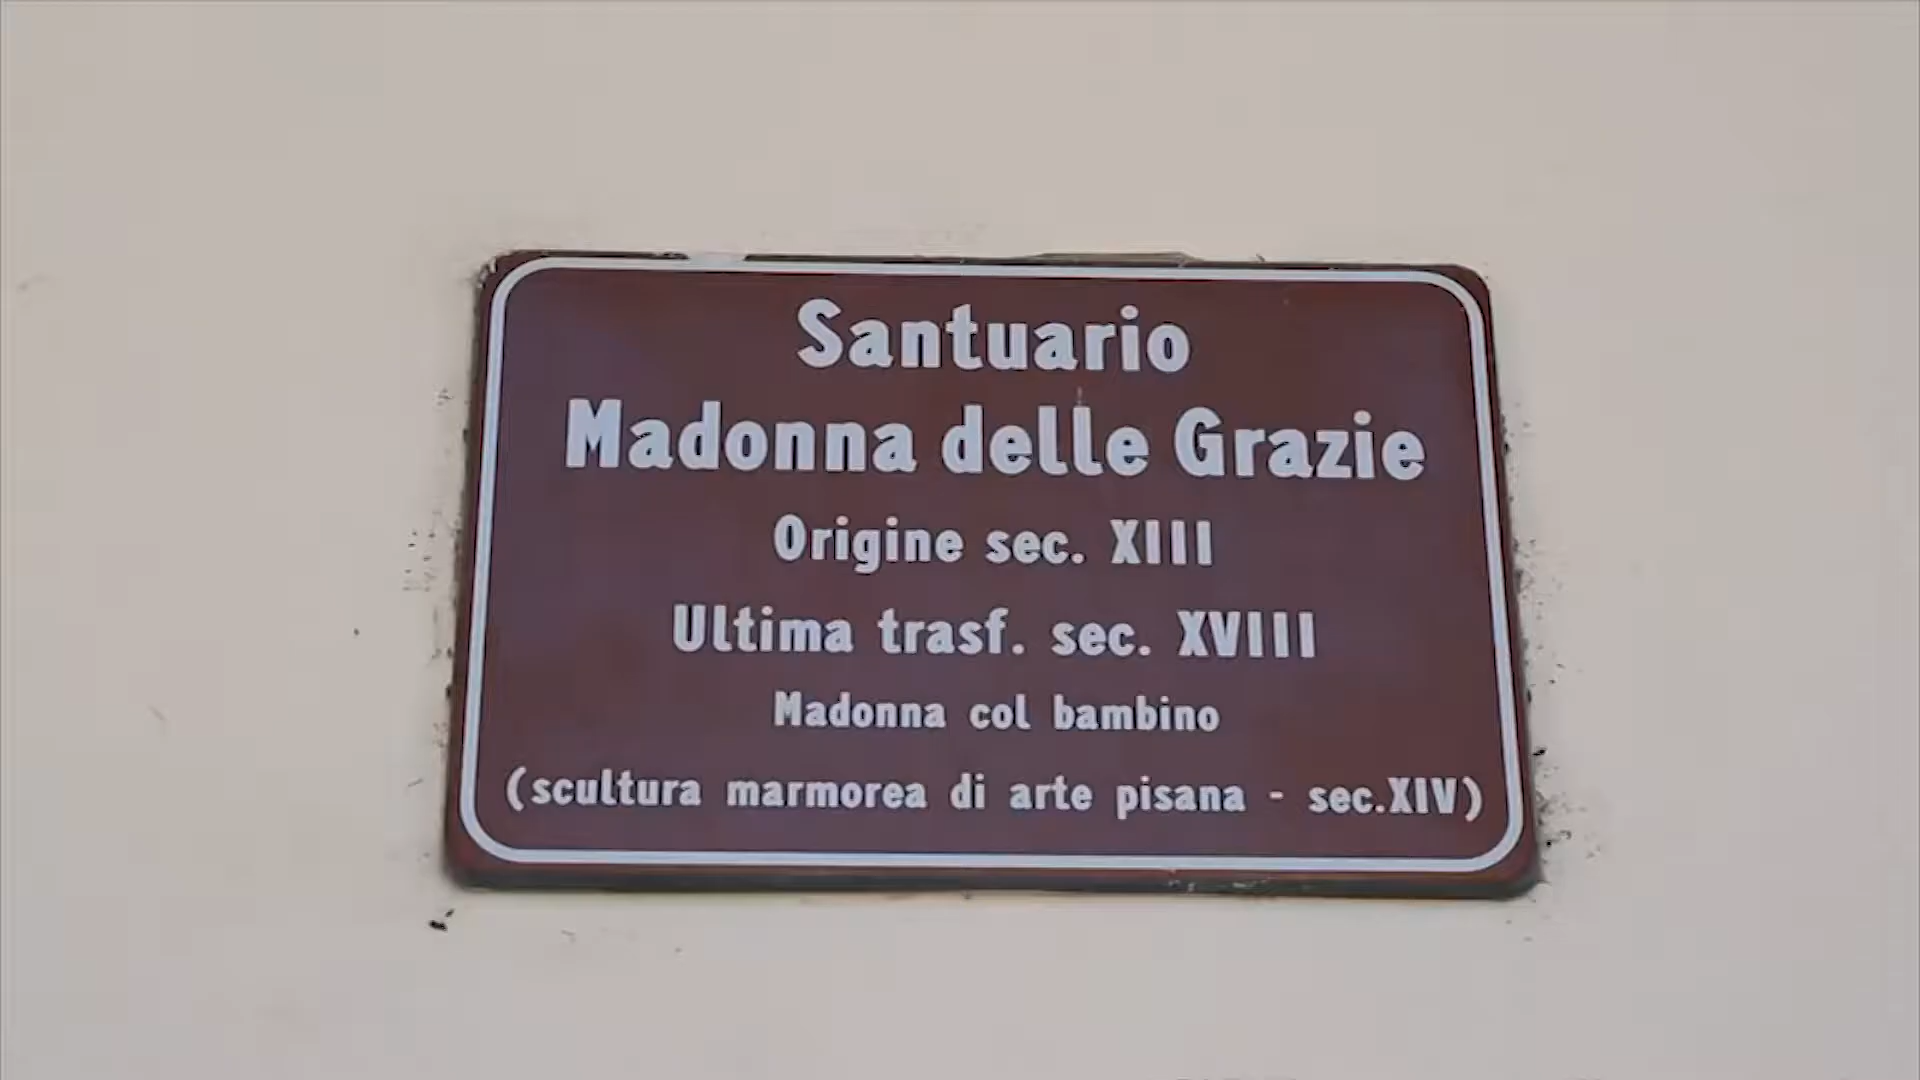 Santuario
Madonna delle Grazie
Origine sec. XIII
Ultima trasf. sec. XVIII
Madonna col bambino
(scultura marmorea di arte pisana - sec.XIV)